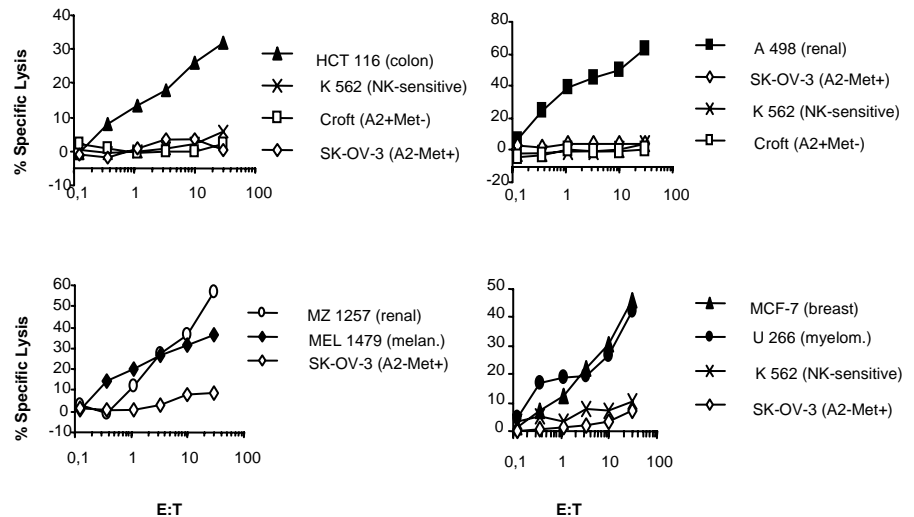 % Specific Lysis
40
30
20
10
0
-10
0,1
1
10
100
HCT 116 (colon)
K 562 (NK-sensitive)
Croft (A2+Met-)
SK-OV-3 (A2-Met+)
80
60
40
20
0
-20
0,1
1
10
100
A 498 (renal)
SK-OV-3 (A2-Met+)
K 562 (NK-sensitive)
Croft (A2+Met-)
% Specific Lysis
60
50
40
30
20
10
0
-10
0,1
1
10
100
E:T
MZ 1257 (renal)
MEL 1479 (melan.)
SK-OV-3 (A2-Met+)
50
40
30
20
10
0
0,1
1
10
100
E:T
MCF-7 (breast)
U 266 (myelom.)
K 562 (NK-sensitive)
SK-OV-3 (A2-Met+)